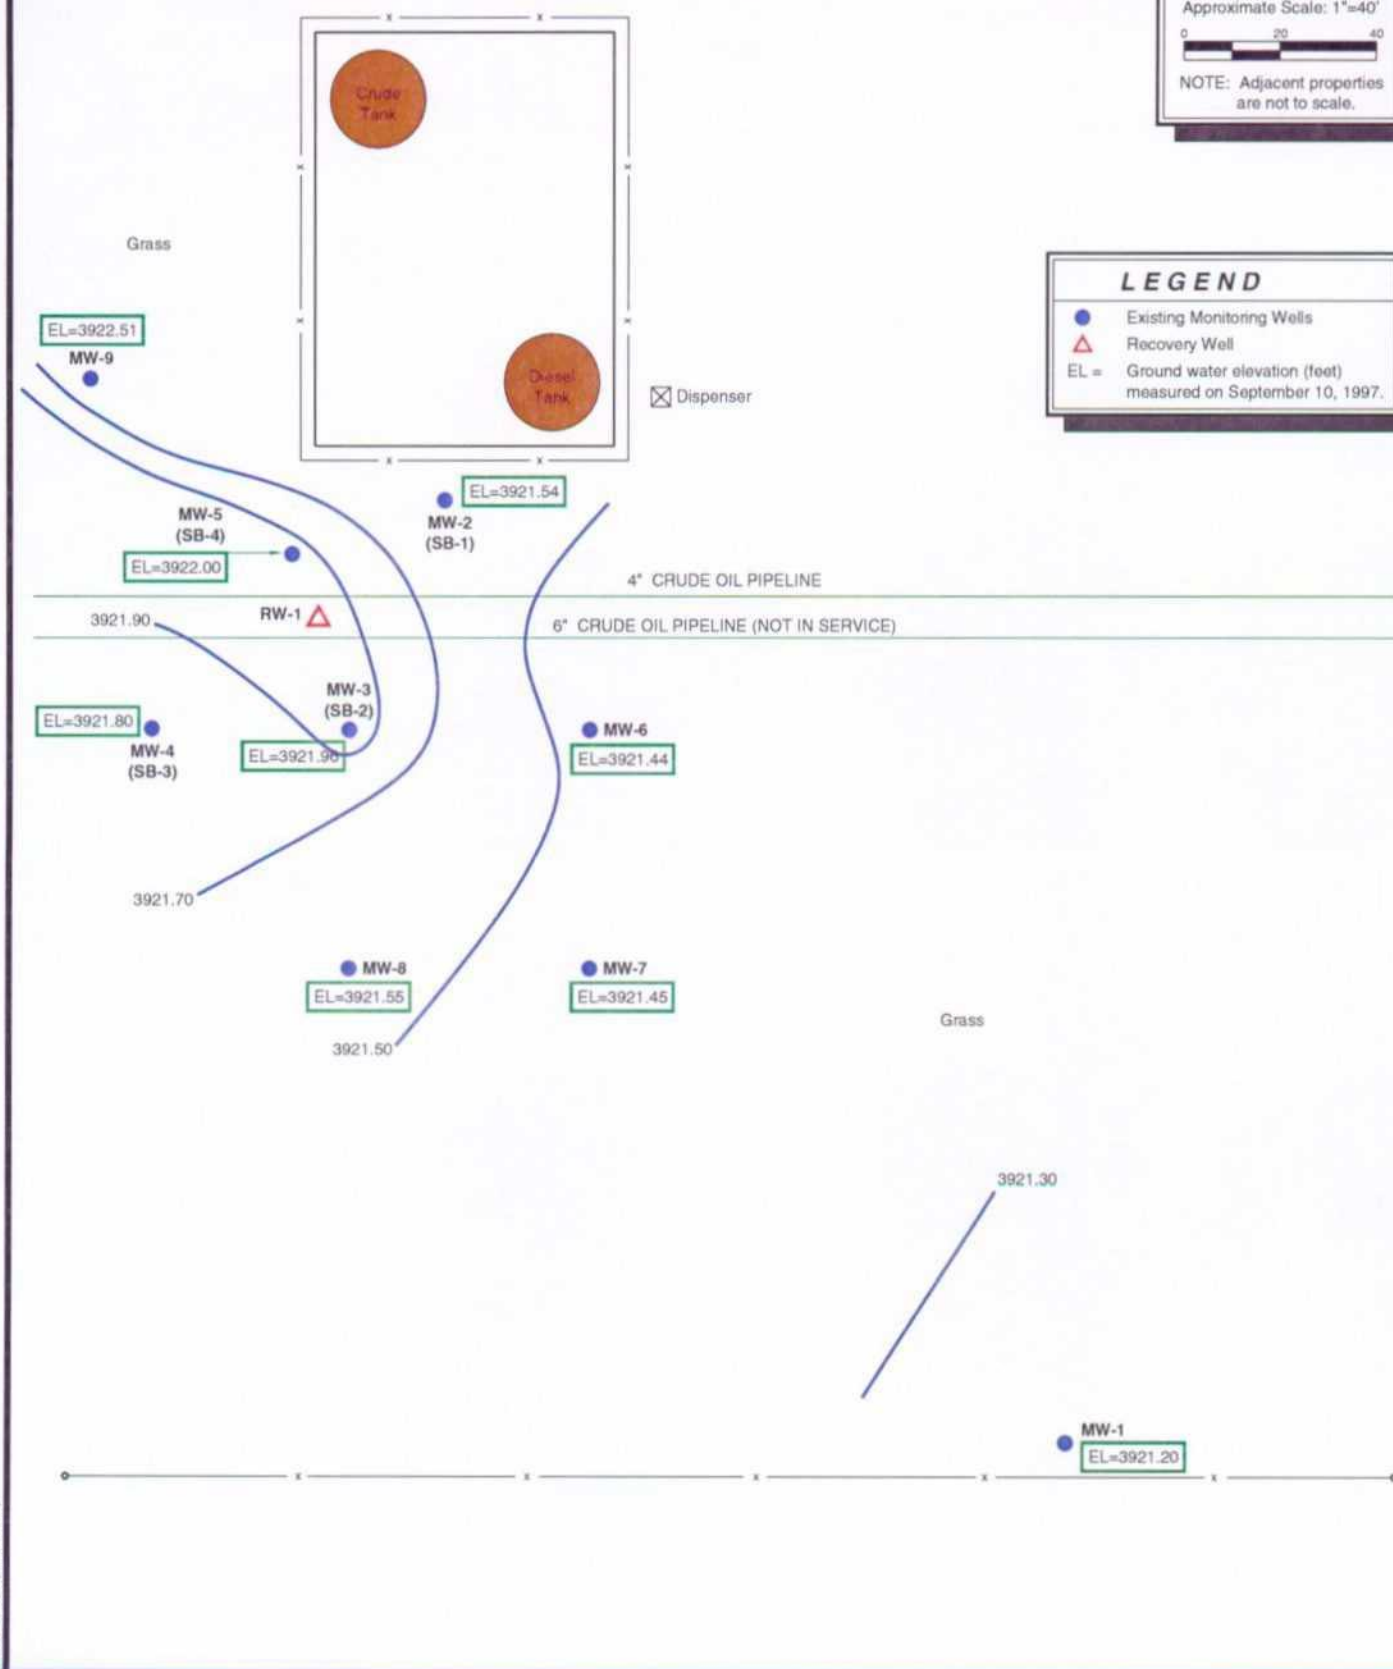 Approximate Scale: 1"=40'
0 20 40
NOTE: Adjacent properties
are not to scale.
Crude
Tank
Grass
LEGEND
Existing Monitoring Wells
Recovery Well
EL = Ground water elevation (feet)
measured on September 10, 1997.
EL=3922.51
MW-9
Diesel
Tank
Dispenser
EL=3921.54
MW-2
(SB-1)
MW-5
(SB-4)
EL=3922.00
4" CRUDE OIL PIPELINE
3921.90
RW-1
6" CRUDE OIL PIPELINE (NOT IN SERVICE)
MW-3
(SB-2)
EL=3921.80
MW-4
(SB-3)
EL=3921.96
MW-6
EL=3921.44
3921.70
MW-8
EL=3921.55
MW-7
EL=3921.45
Grass
3921.50
3921.30
MW-1
EL=3921.20